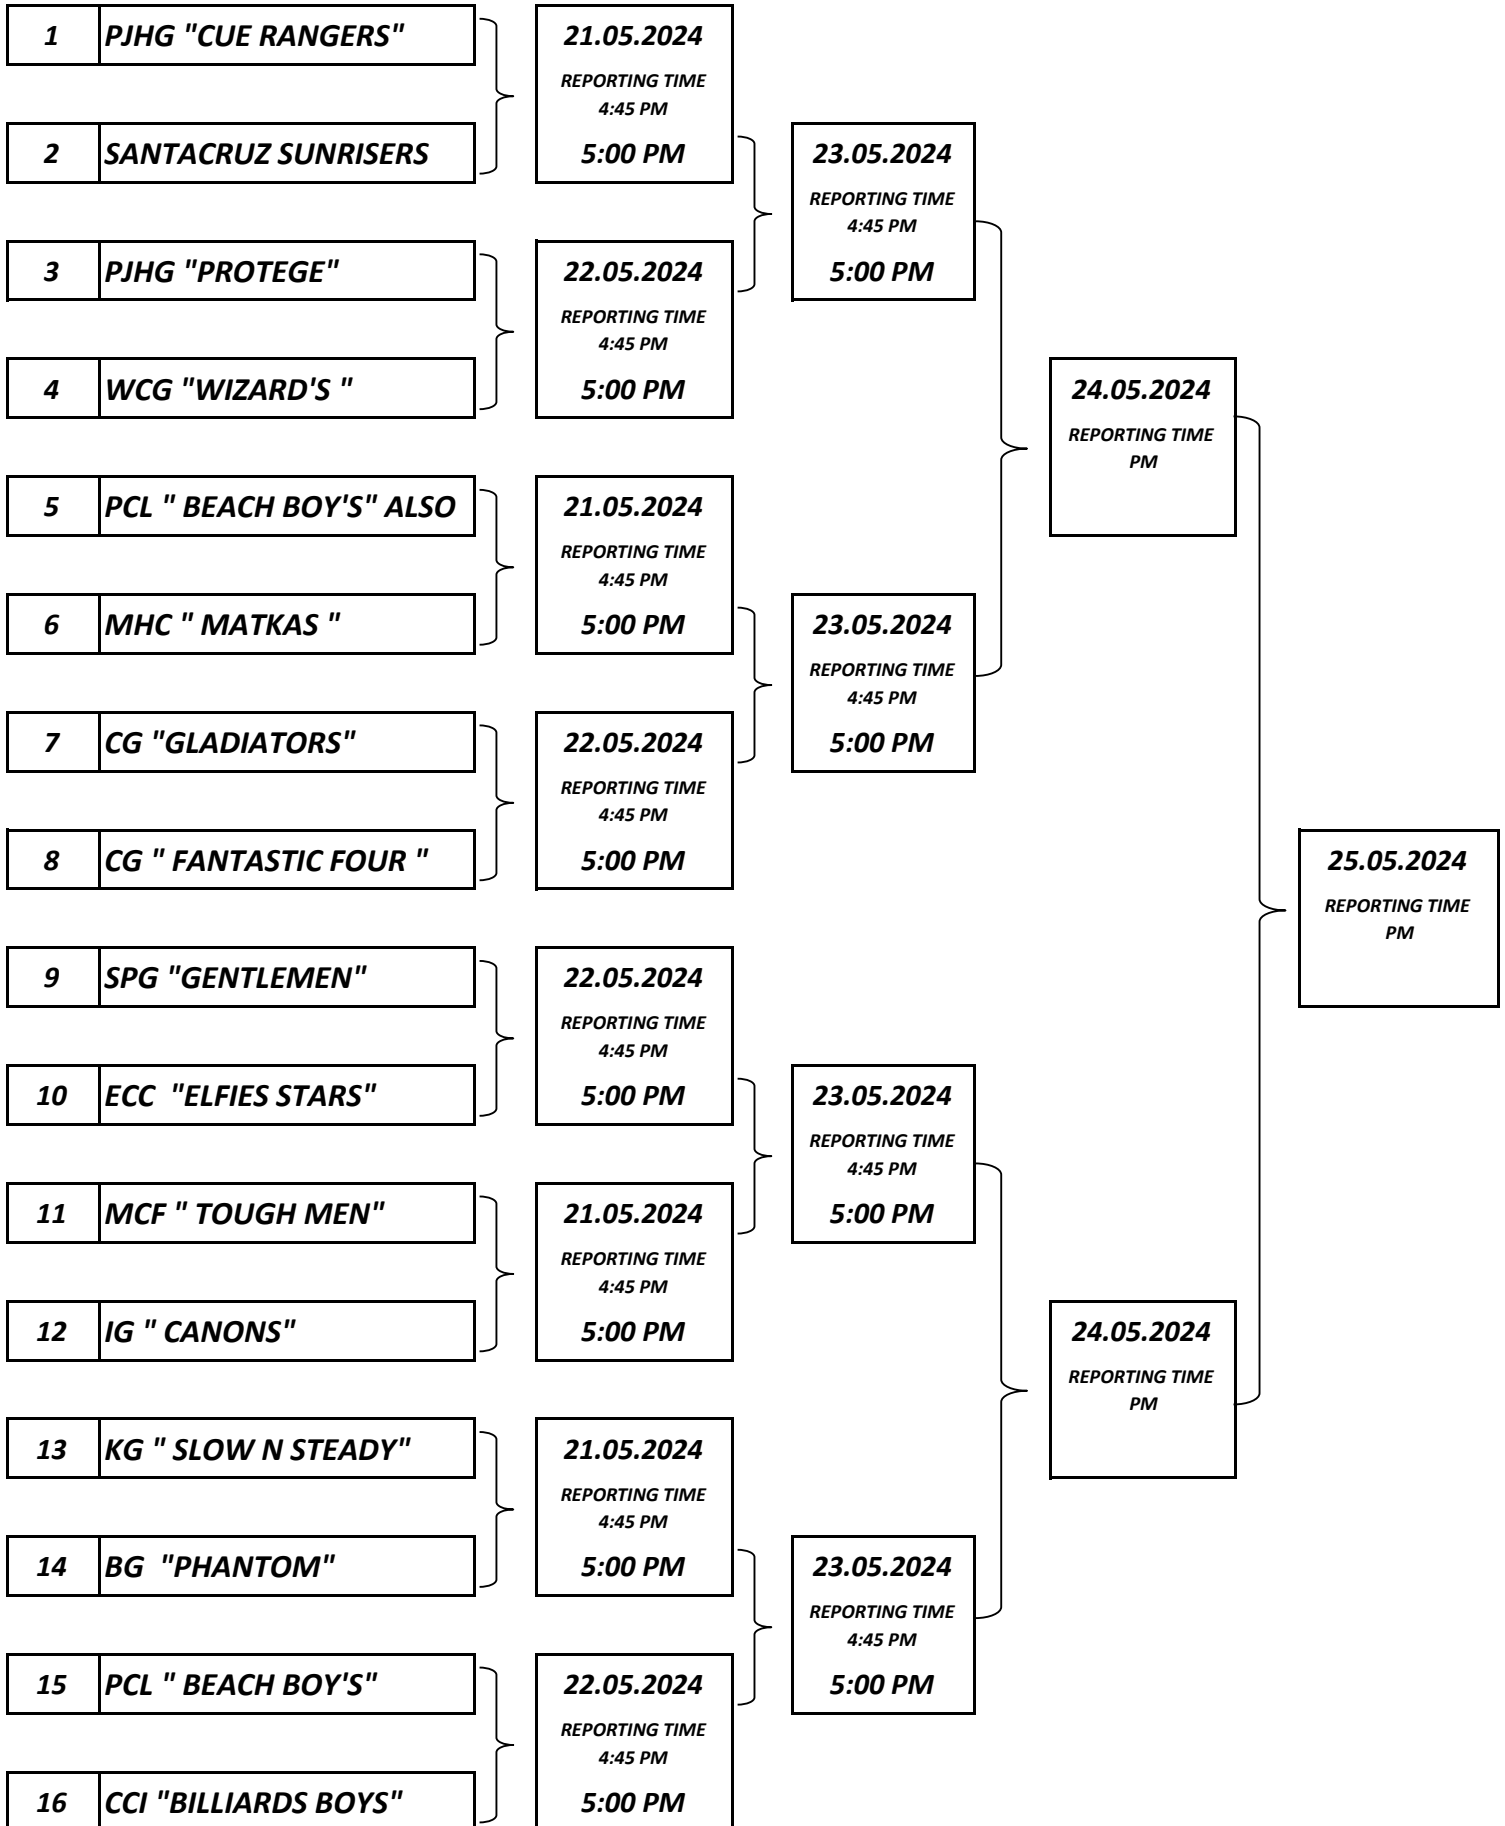 1 PJHG "CUE RANGERS"
21.05.2024
REPORTING TIME
4:45 PM
2 SANTACRUZ SUNRISERS
5:00 PM
23.05.2024
REPORTING TIME
4:45 PM
3 PJHG "PROTEGE"
22.05.2024
5:00 PM
REPORTING TIME
4:45 PM
4 WCG "WIZARD'S "
5:00 PM
24.05.2024
REPORTING TIME
PM
5 PCL " BEACH BOY'S" ALSO
21.05.2024
REPORTING TIME
4:45 PM
6 MHC " MATKAS "
5:00 PM
23.05.2024
REPORTING TIME
4:45 PM
7 CG "GLADIATORS"
22.05.2024
5:00 PM
REPORTING TIME
4:45 PM
8 CG " FANTASTIC FOUR "
5:00 PM
25.05.2024
REPORTING TIME
PM
9 SPG "GENTLEMEN"
22.05.2024
REPORTING TIME
4:45 PM
10 ECC  "ELFIES STARS"
5:00 PM
23.05.2024
REPORTING TIME
4:45 PM
11 MCF " TOUGH MEN"
21.05.2024
5:00 PM
REPORTING TIME
4:45 PM
12 IG " CANONS"
5:00 PM
24.05.2024
REPORTING TIME
PM
13 KG " SLOW N STEADY"
21.05.2024
REPORTING TIME
4:45 PM
14 BG  "PHANTOM"
5:00 PM
23.05.2024
REPORTING TIME
4:45 PM
15 PCL " BEACH BOY'S"
22.05.2024
5:00 PM
REPORTING TIME
4:45 PM
16 CCI "BILLIARDS BOYS"
5:00 PM